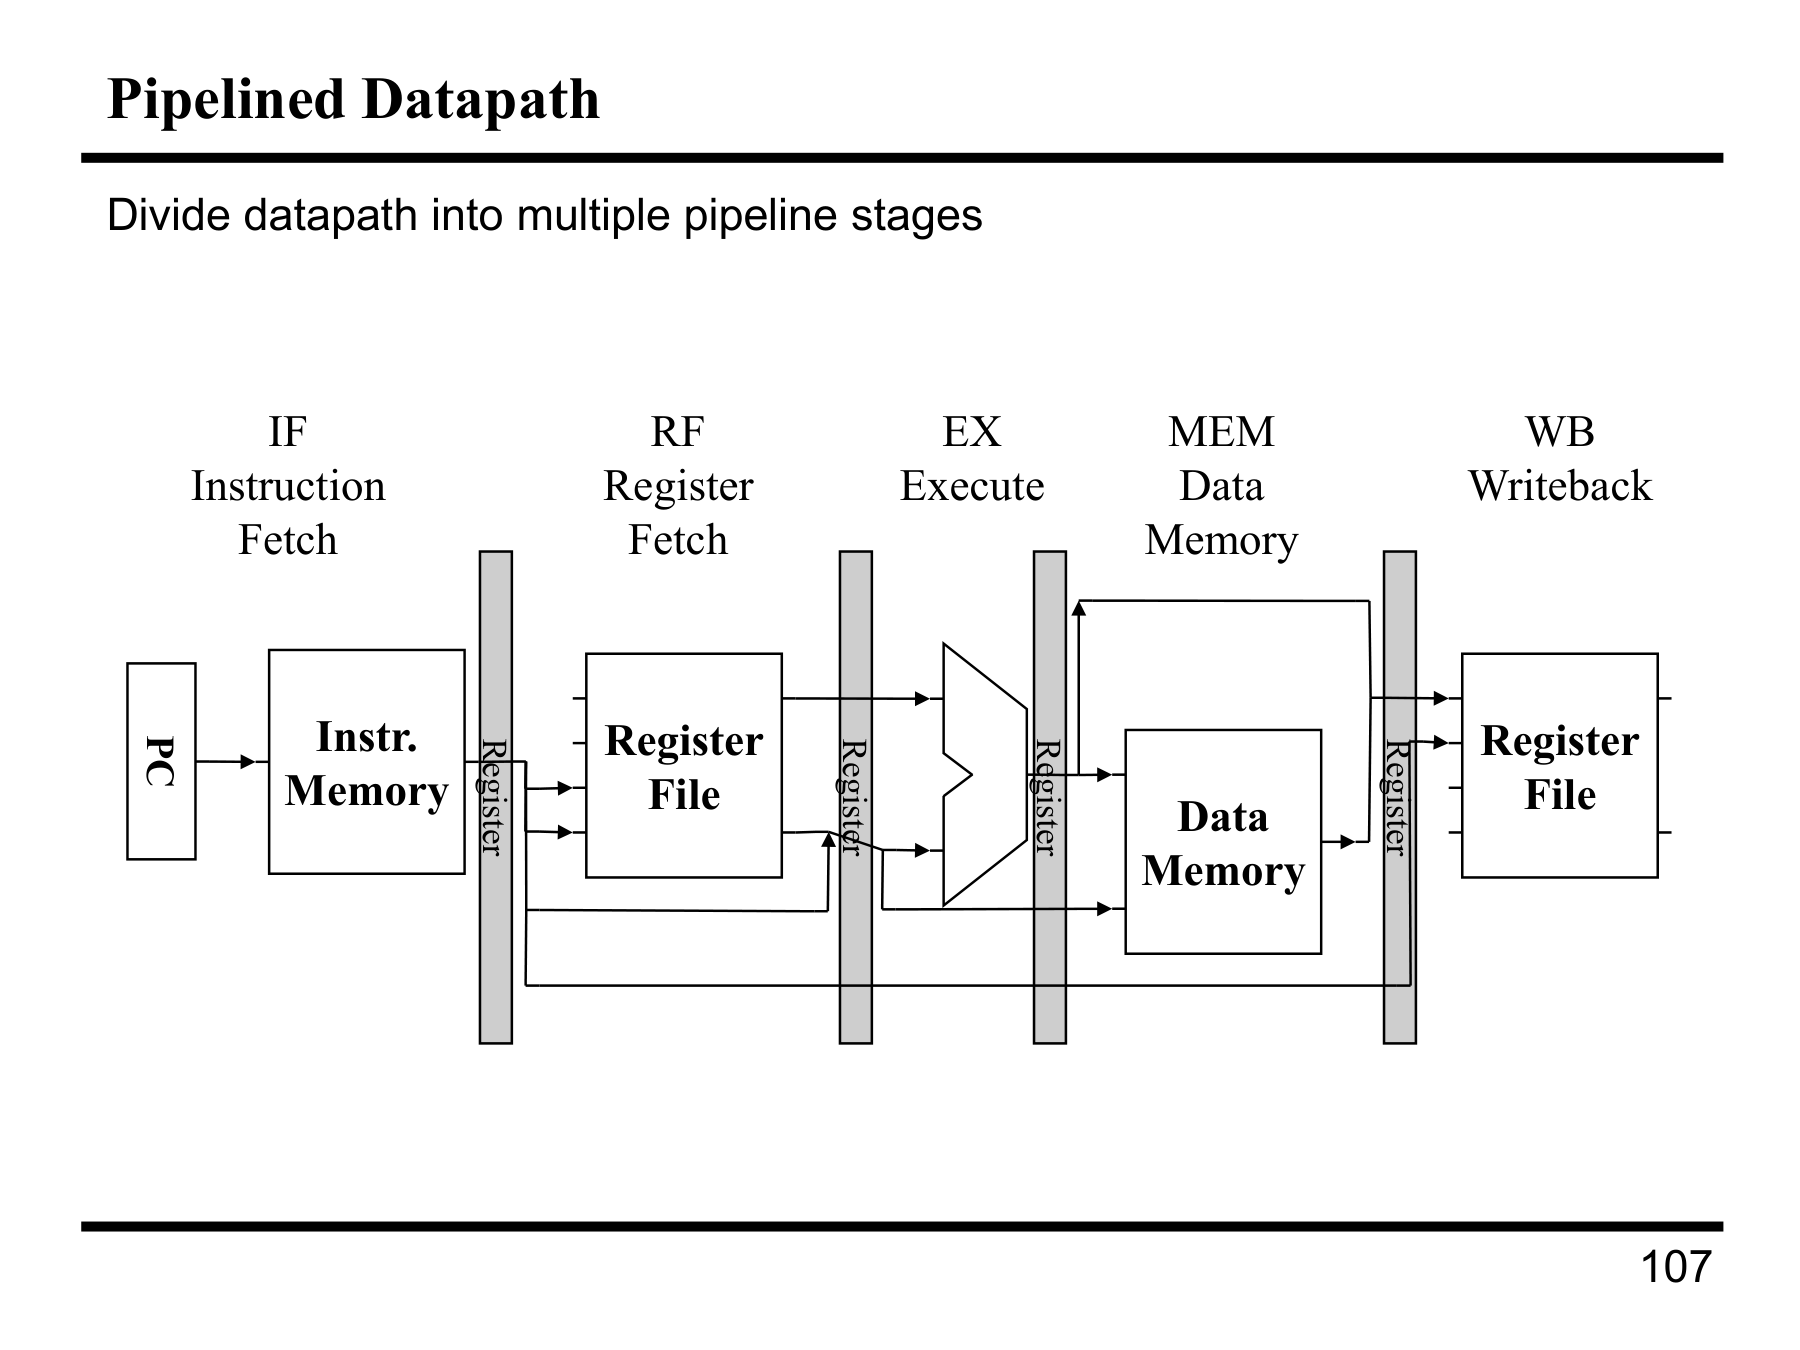 Pipelined Datapath
Divide datapath into multiple pipeline stages
IF
Instruction
Fetch
RF
Register
Fetch
EX
Execute
MEM
Data
Memory
WB
Writeback
PC
Instr.
Memory
Register
Register
File
Register
Register
Data
Memory
Register
Register
File
107